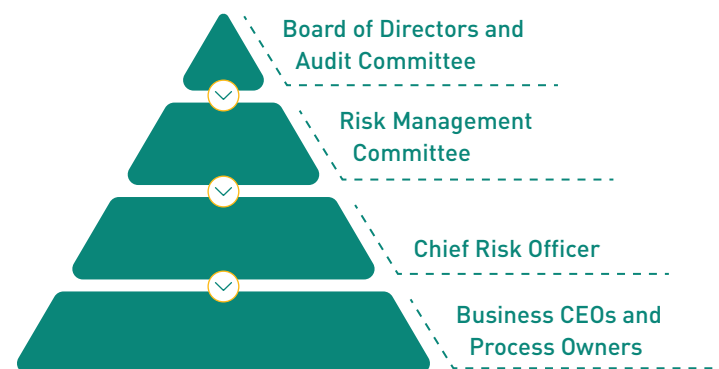 Board of Directors and
Audit Committee
Risk Management
Committee
Chief Risk Officer
Business CEOs and
Process Owners